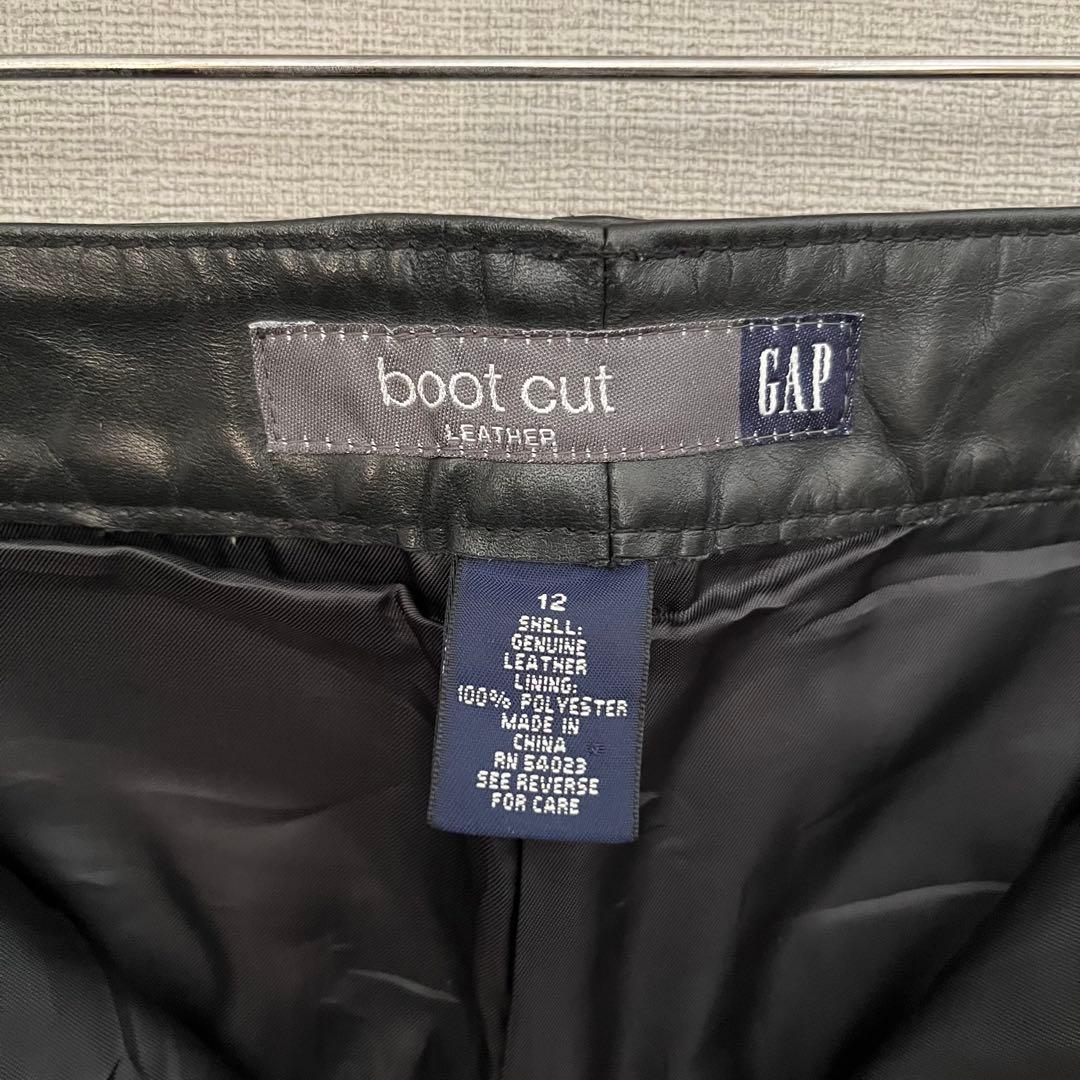 boot cut
LEATHER
GAP
12
SHELL:
GENUINE
LEATHER
LINING:
100% POLYESTER
MADE IN
CHINA
RN 54023
SEE REVERSE
FOR CARE